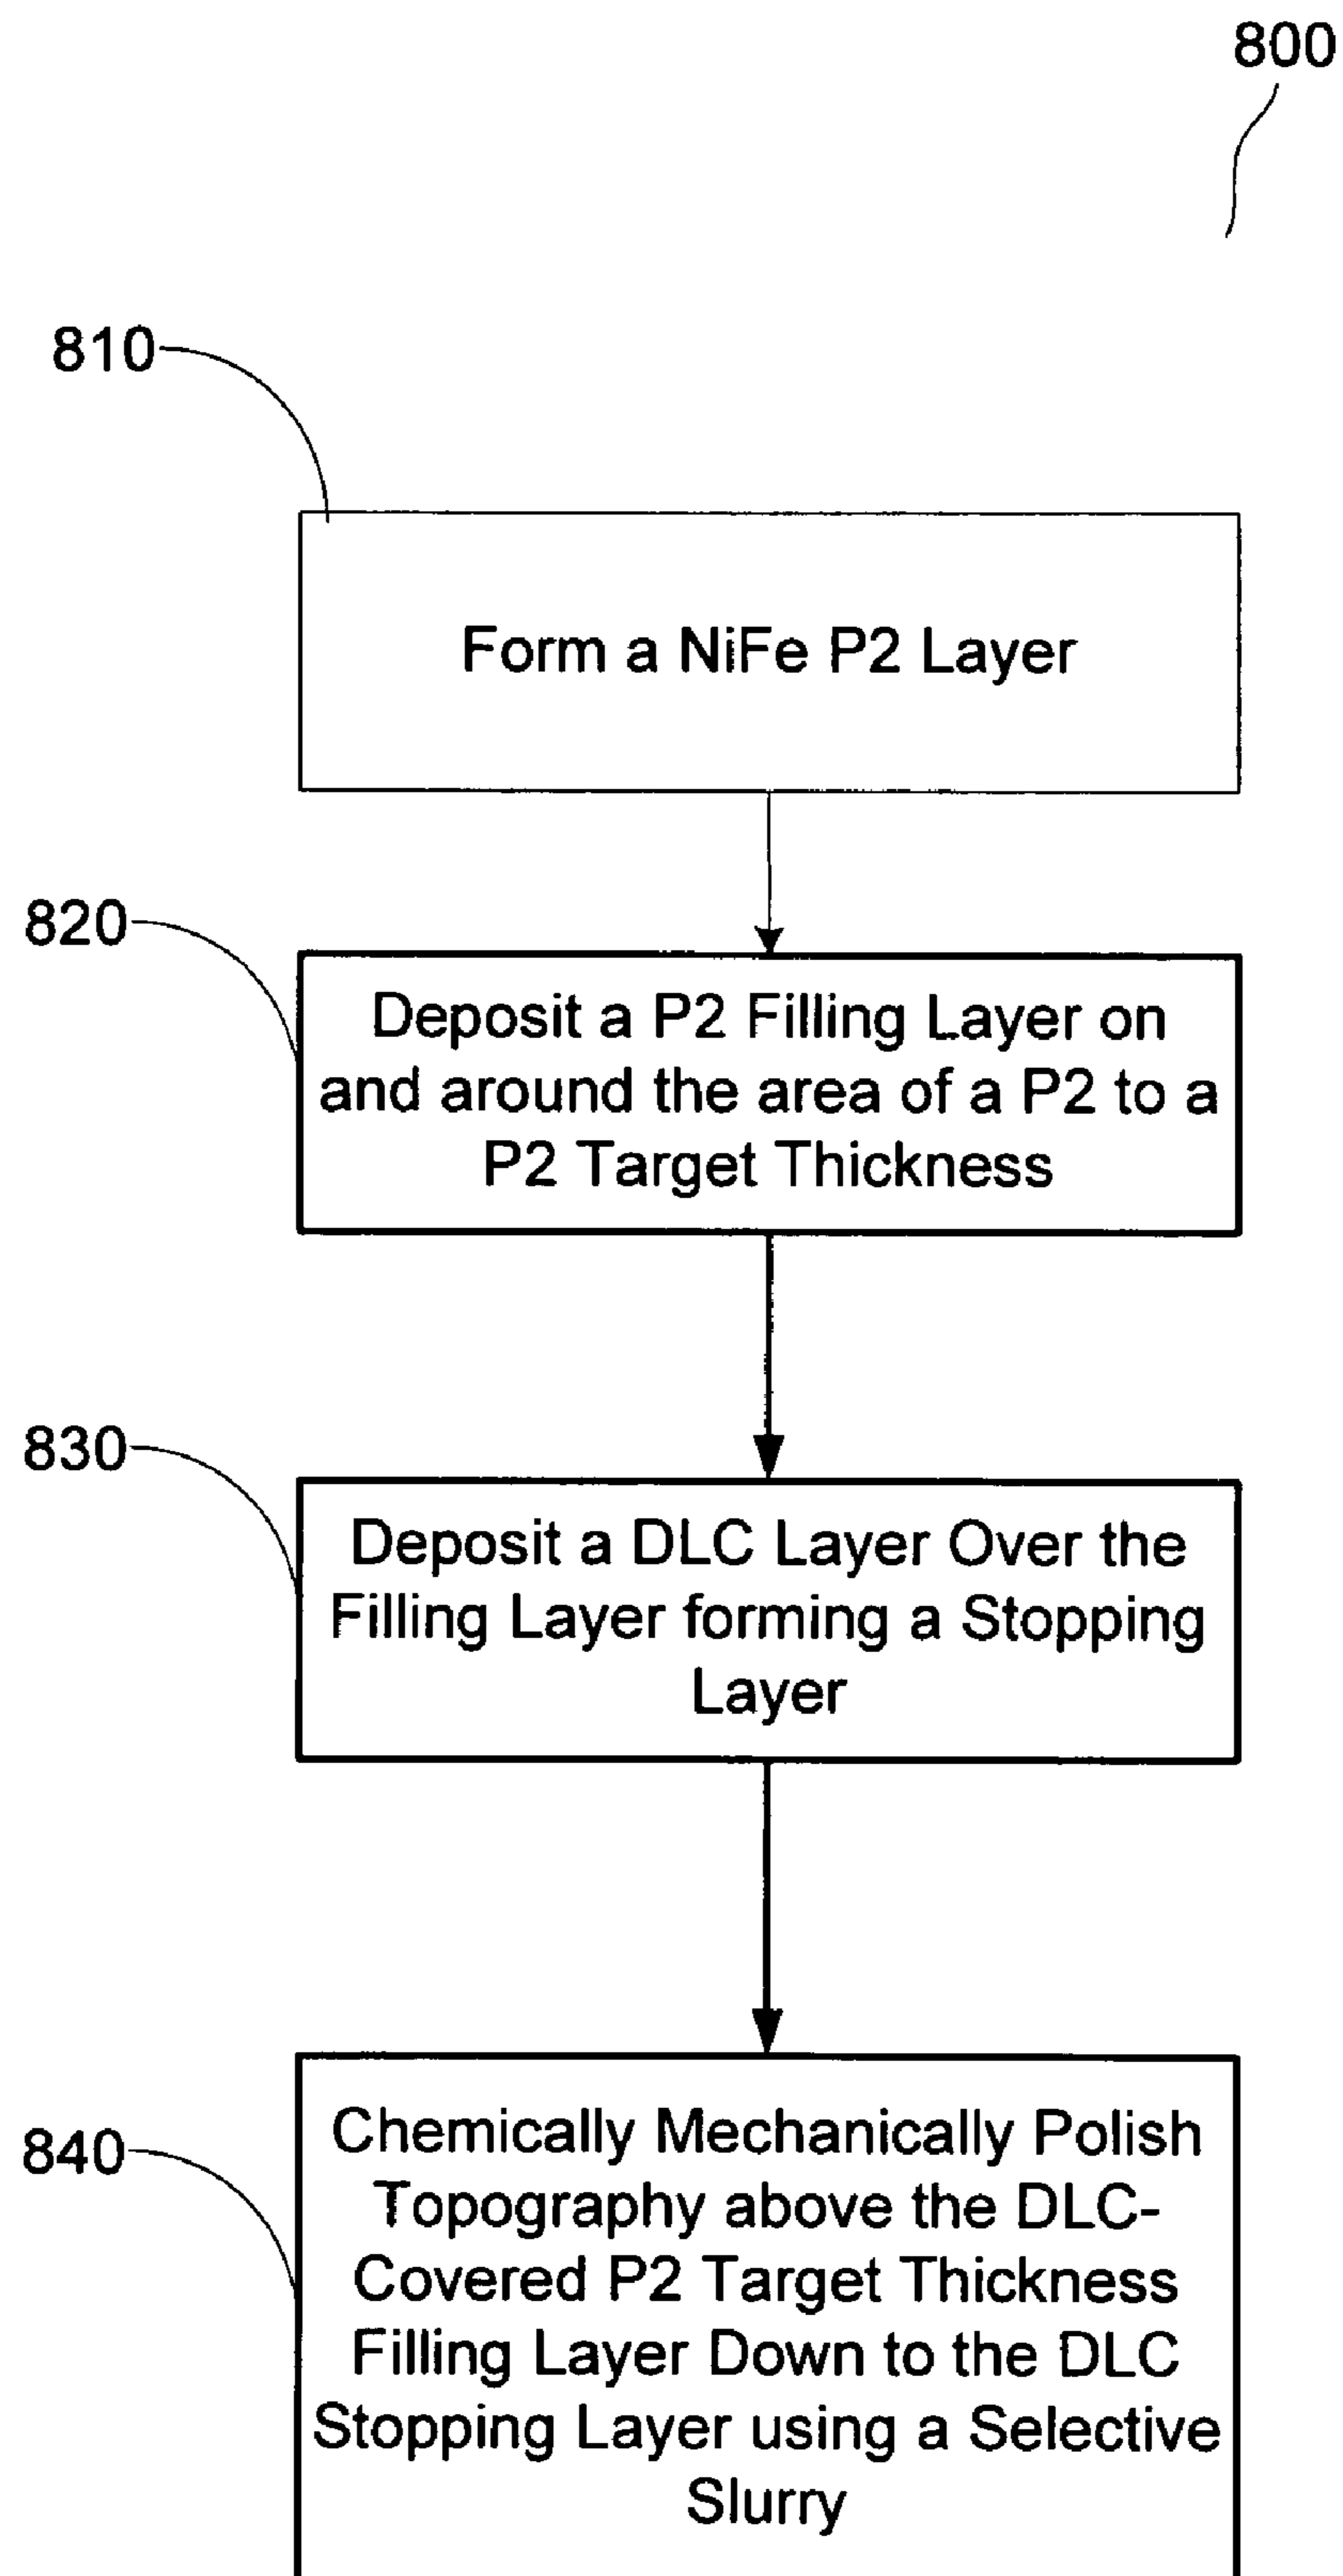 800
810
Form a NiFe P2 Layer
820
Deposit a P2 Filling Layer on
and around the area of a P2 to a
P2 Target Thickness
830
Deposit a DLC Layer Over the
Filling Layer forming a Stopping
Layer
840
Chemically Mechanically Polish
Topography above the DLC-
Covered P2 Target Thickness
Filling Layer Down to the DLC
Stopping Layer using a Selective
Slurry